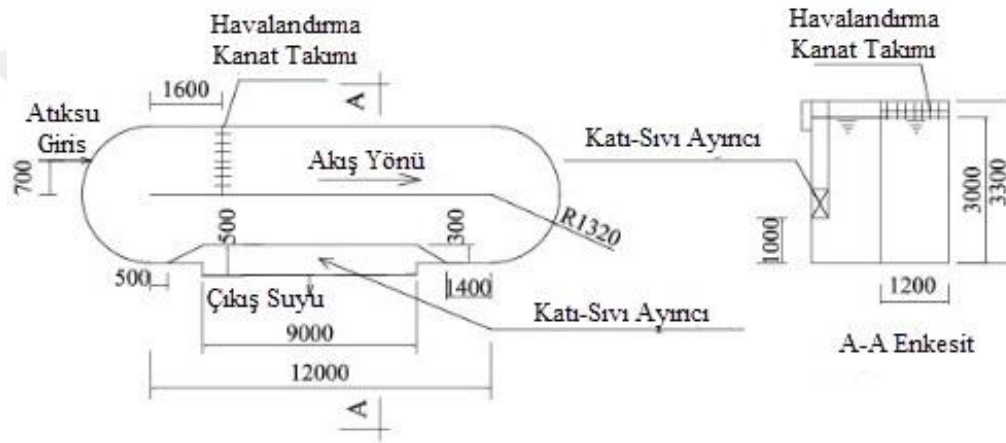 Havalandırma
Kanat Takımı
1600
A
Atıksu
Giris
700
Akış Yönü
R1320
500
300
500
1400
Çıkış Suyu
9000
Katı-Sıvı Ayırıcı
12000
A
Havalandırma
Kanat Takımı
Katı-Sıvı Ayırıcı
1000
3000
3300
1200
A-A Enkesit